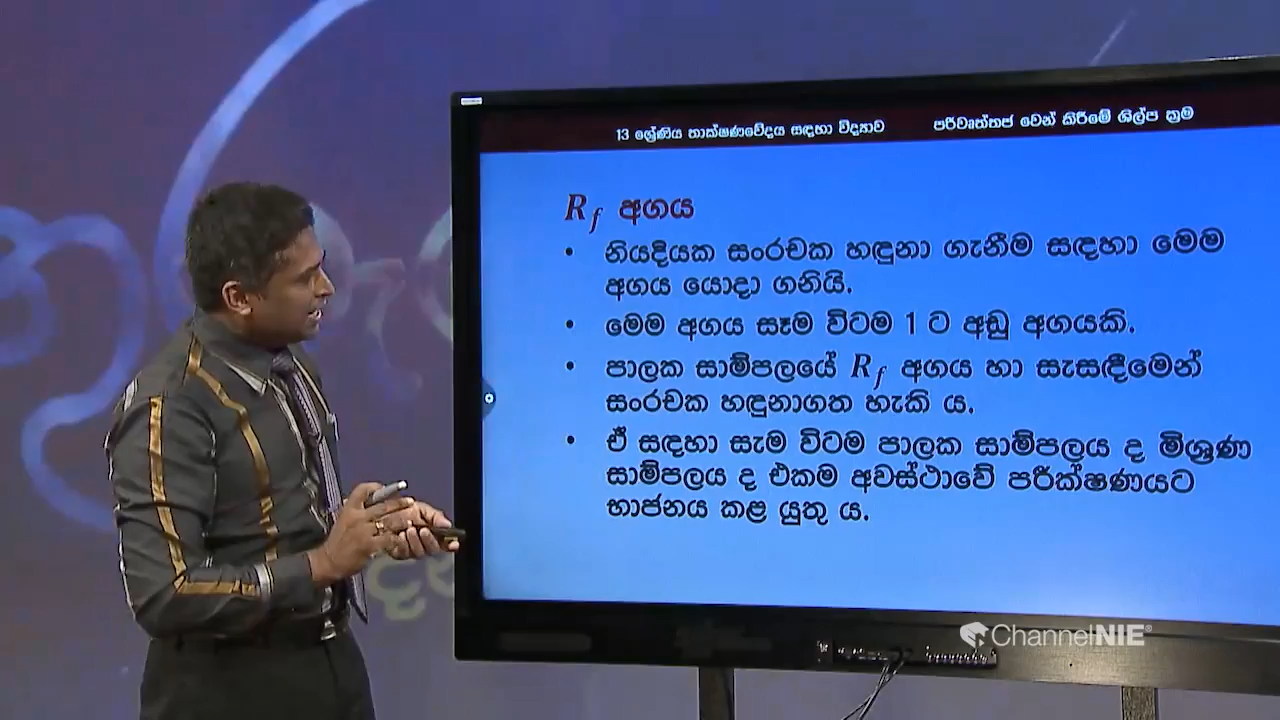 13 ශ්‍රේණිය තාක්ෂණවේදය සඳහා විද්‍යාව පරිවෘත්තජ වෙන් කිරීමේ ශිල්ප ක්‍රම
R_f අගය
• නියදියක සංරචක හඳුනා ගැනීම සඳහා මෙම
අගය යොදා ගනියි.
• මෙම අගය සෑම විටම 1 ට අඩු අගයකි.
• පාලක සාම්පලයේ R_f අගය හා සැසඳීමෙන්
සංරචක හඳුනාගත හැකි ය.
• ඒ සඳහා සැම විටම පාලක සාම්පලය ද මිශ්‍රණ
සාම්පලය ද එකම අවස්ථාවේ පරීක්ෂණයට
භාජනය කළ යුතු ය.
ChannelNIE